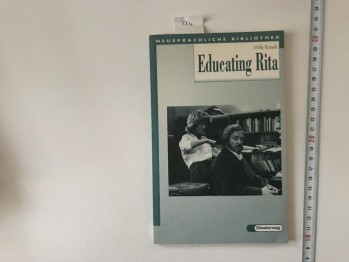 NEUSPRACHLICHE BIBLIOTHEK
Willy Russell
Educating Rita
Diesterweg